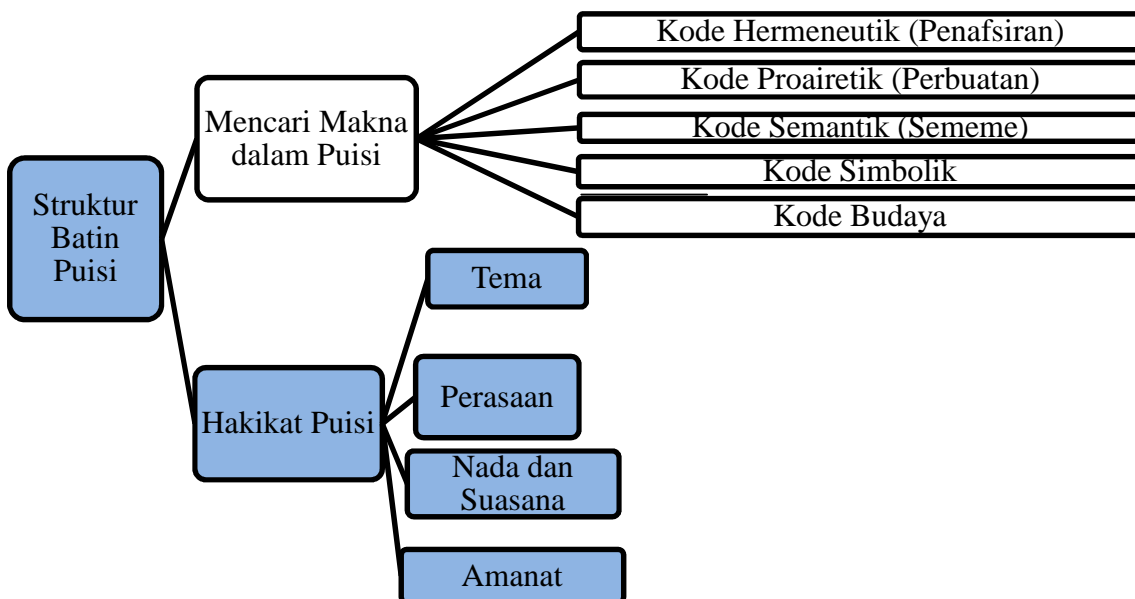 Struktur
Batin
Puisi
Mencari Makna
dalam Puisi
Kode Hermeneutik (Penafsiran)
Kode Proairetik (Perbuatan)
Kode Semantik (Sememe)
Kode Simbolik
Kode Budaya
Hakikat Puisi
Tema
Perasaan
Nada dan
Suasana
Amanat